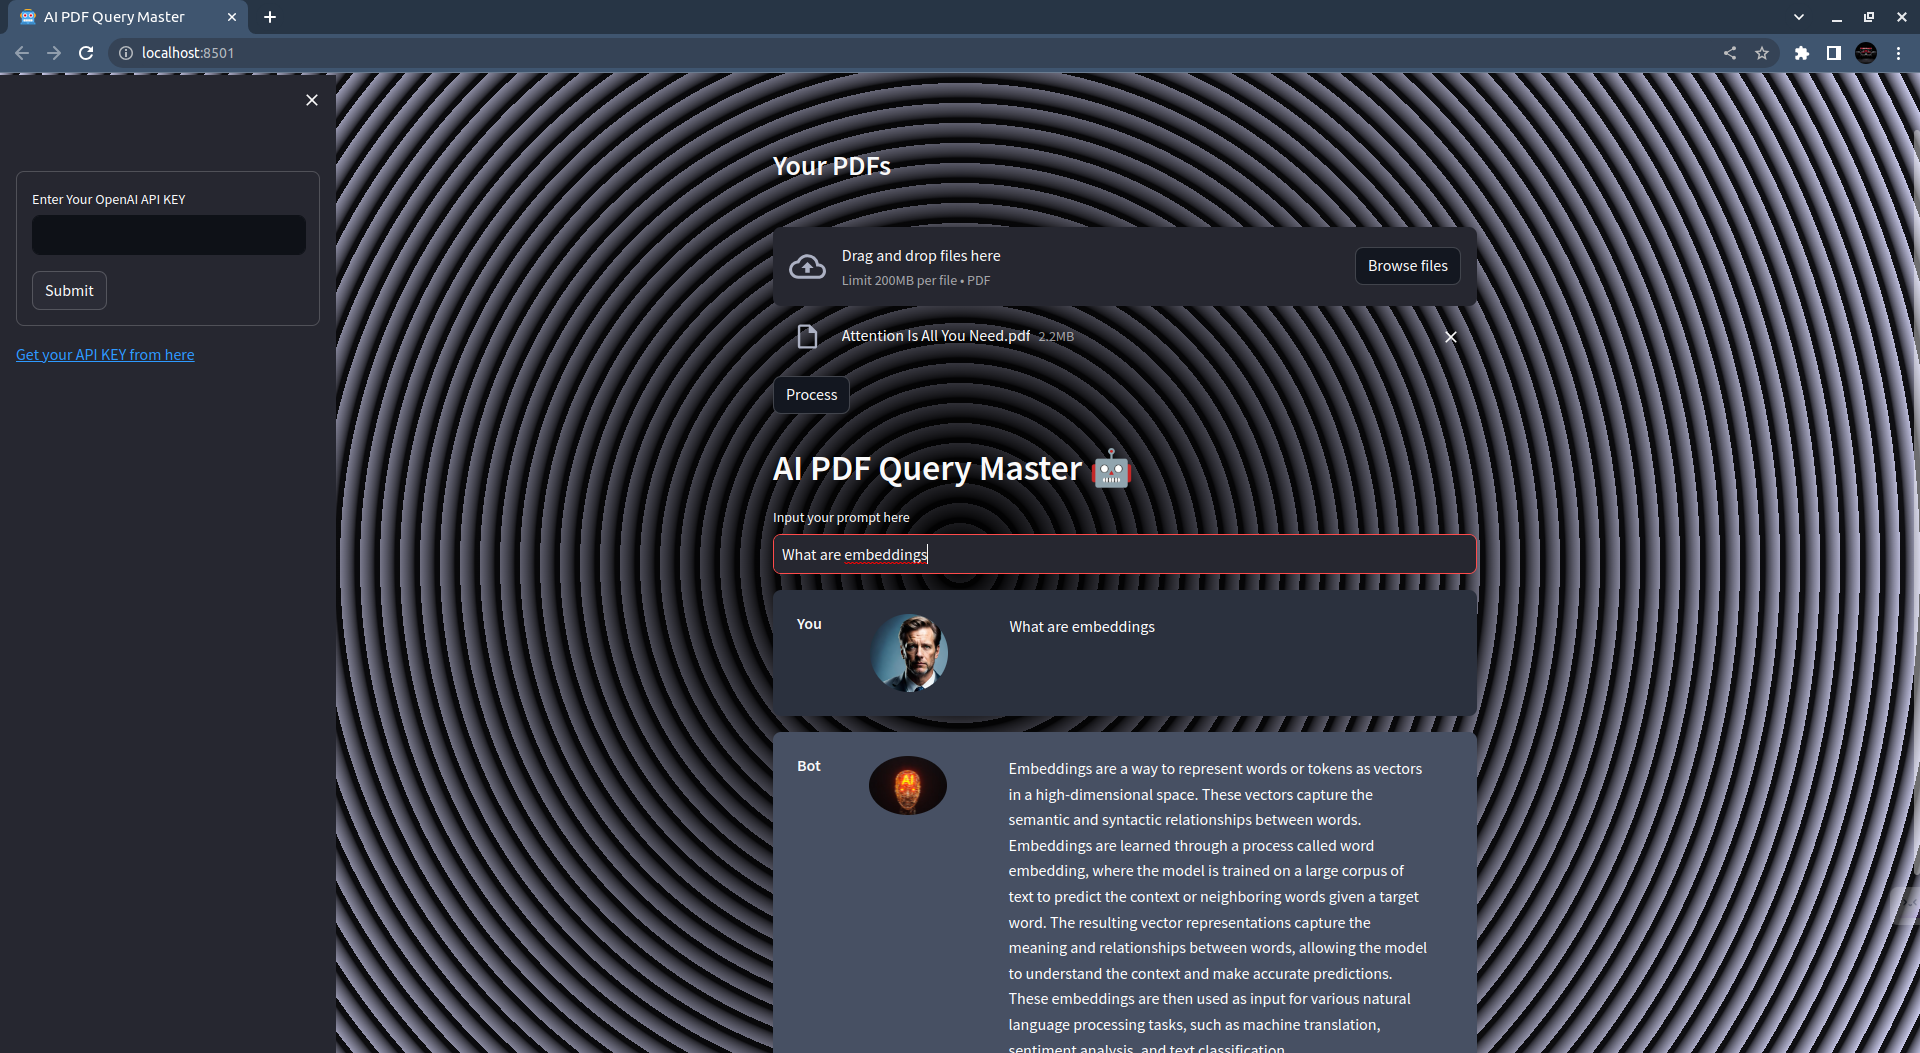 AI PDF Query Master
localhost:8501
Enter Your OpenAI API KEY
Submit
Get your API KEY from here
Your PDFs
Drag and drop files here
Limit 200MB per file • PDF
Browse files
Attention Is All You Need.pdf 2.2MB
Process
AI PDF Query Master 🤖
Input your prompt here
What are embeddings
You
What are embeddings
Bot
AI
Embeddings are a way to represent words or tokens as vectors
in a high-dimensional space. These vectors capture the
semantic and syntactic relationships between words.
Embeddings are learned through a process called word
embedding, where the model is trained on a large corpus of
text to predict the context or neighboring words given a target
word. The resulting vector representations capture the
meaning and relationships between words, allowing the model
to understand the context and make accurate predictions.
These embeddings are then used as input for various natural
language processing tasks, such as machine translation,
sentiment analysis, and text classification.